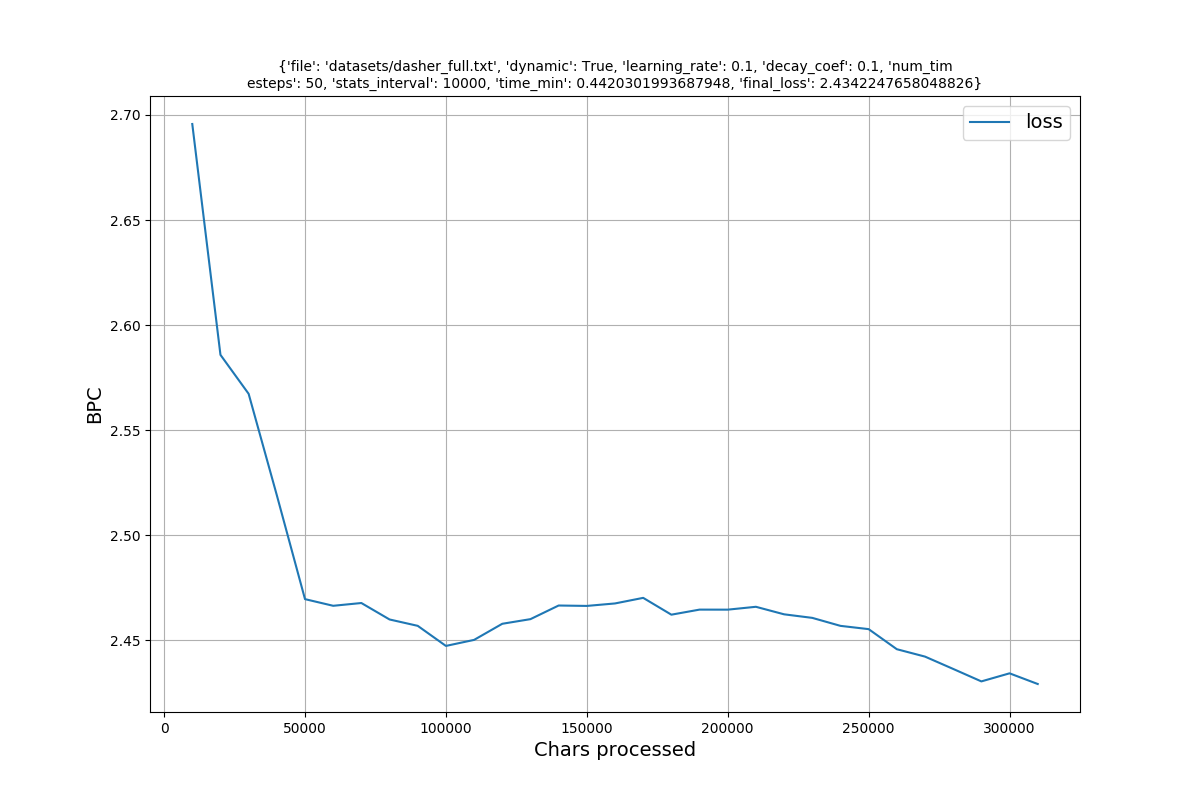 {'file': 'datasets/dasher_full.txt', 'dynamic': True, 'learning_rate': 0.1, 'decay_coef': 0.1, 'num_tim
esteps': 50, 'stats_interval': 10000, 'time_min': 0.4420301993687948, 'final_loss': 2.4342247658048826}
loss
2.70
2.65
2.60
2.55
2.50
2.45
BPC
0
50000
100000
150000
200000
250000
300000
Chars processed